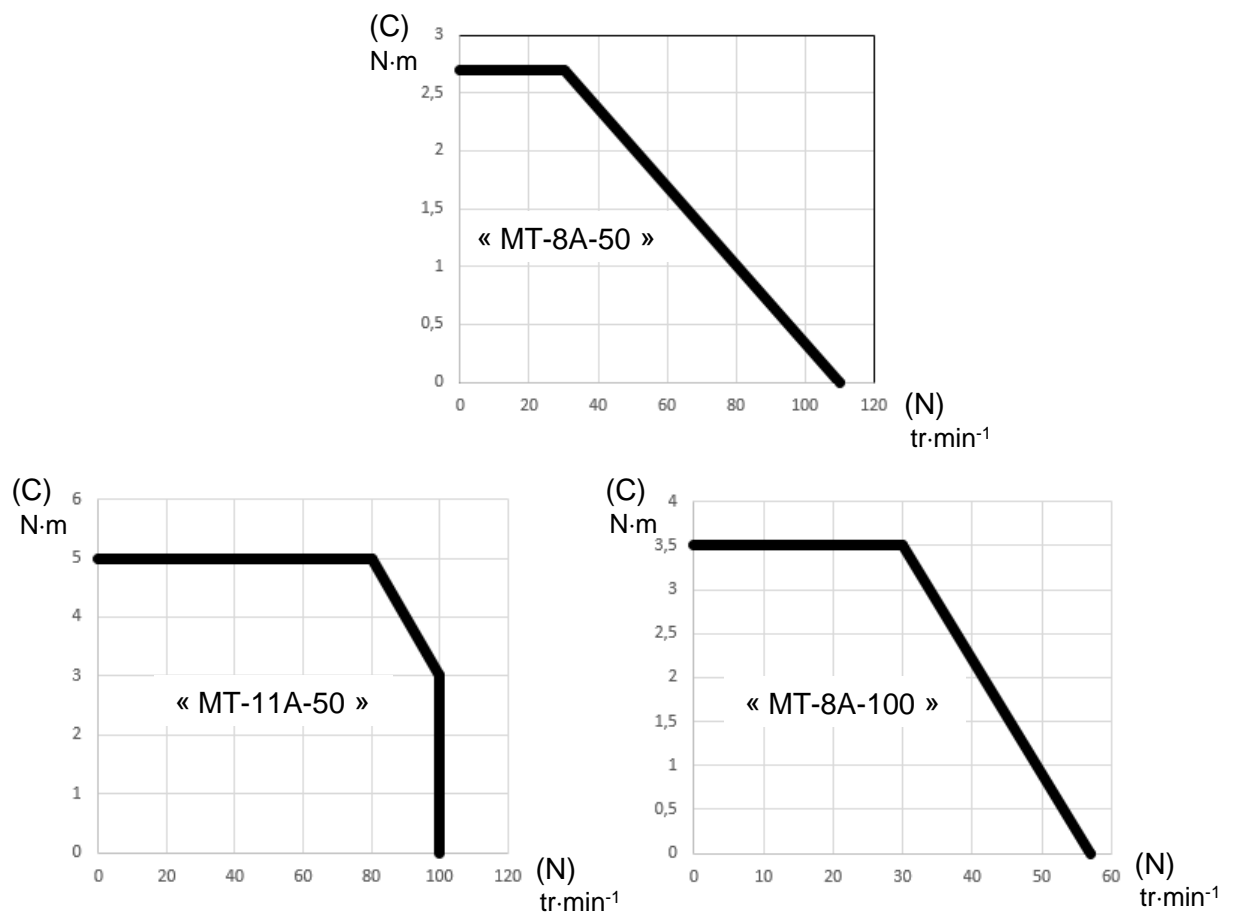 (C)
N·m
3
2,5
2
1,5
1
0,5
0
« MT-8A-50 »
0 20 40 60 80 100 120
(N)
tr·min-1
(C)
N·m
6
5
4
3
2
1
0
« MT-11A-50 »
0 20 40 60 80 100 120
(N)
tr·min-1
(C)
N·m
4
3,5
3
2,5
2
1,5
1
0,5
0
« MT-8A-100 »
0 10 20 30 40 50 60
(N)
tr·min-1